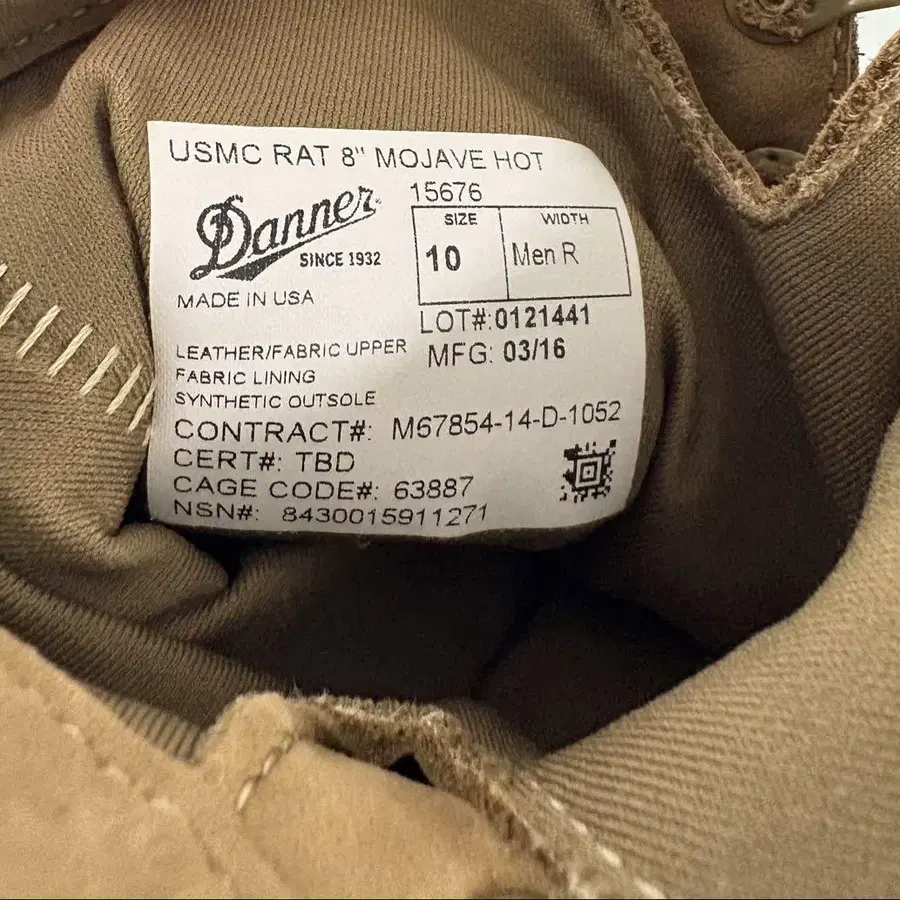 USMC RAT 8" MOJAVE HOT
15676
Danner
SINCE 1932
SIZE WIDTH
10 Men R
MADE IN USA
LOT#:0121441
MFG: 03/16
LEATHER/FABRIC UPPER
FABRIC LINING
SYNTHETIC OUTSOLE
CONTRACT#: M67854-14-D-1052
CERT#: TBD
CAGE CODE#: 63887
NSN#: 8430015911271